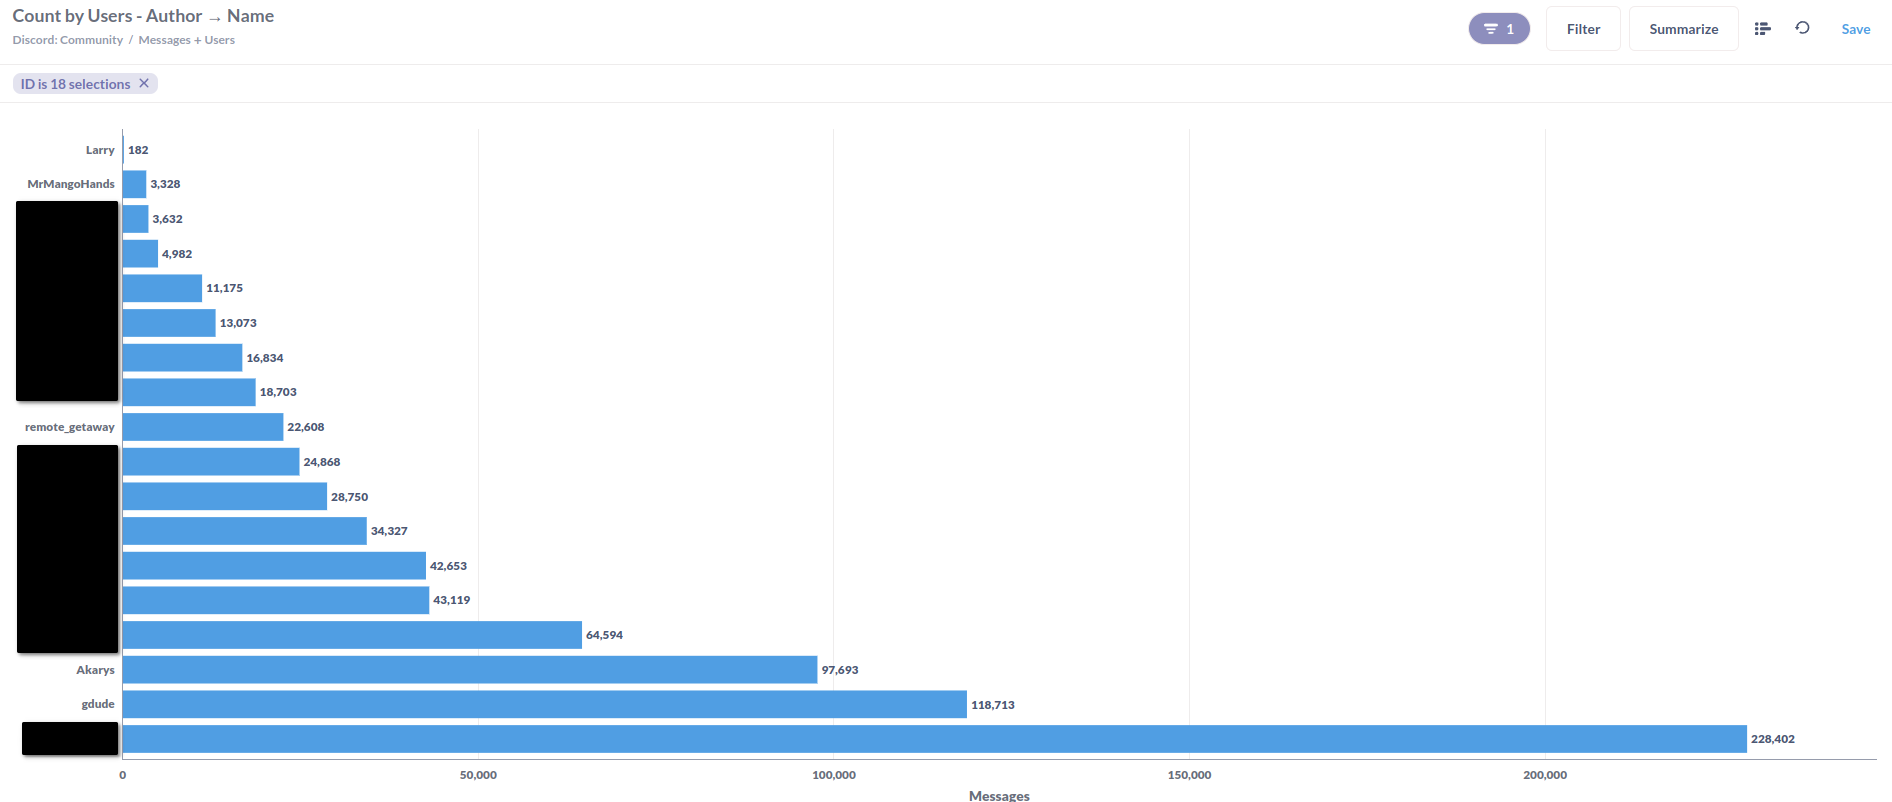 Count by Users - Author → Name
Discord: Community / Messages + Users
1
Filter
Summarize
Save
ID is 18 selections ✕
Larry 182
MrMangoHands 3,328
3,632
4,982
11,175
13,073
16,834
18,703
remote_getaway 22,608
24,868
28,750
34,327
42,653
43,119
64,594
Akarys 97,693
gdude 118,713
228,402
0 50,000 100,000 150,000 200,000
Messages